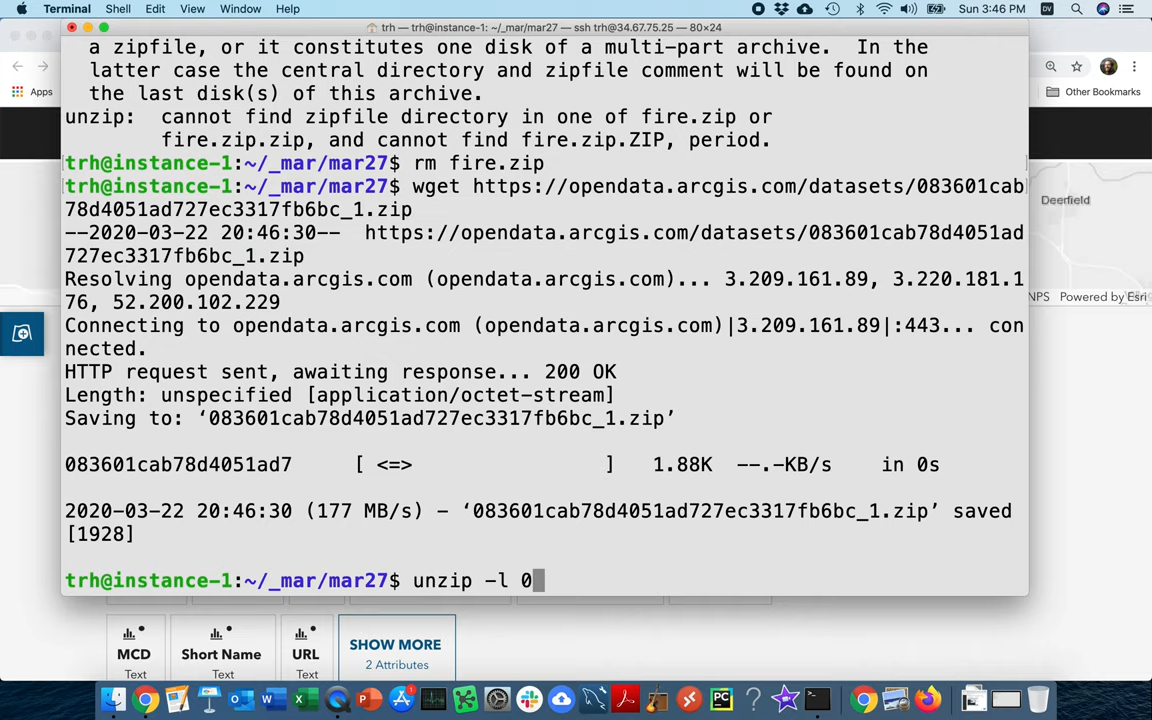 Terminal Shell Edit View Window Help
Sun 3:46 PM
DV
trh — trh@instance-1: ~/_mar/mar27 — ssh trh@34.67.75.25 — 80×24
a zipfile, or it constitutes one disk of a multi-part archive.  In the
latter case the central directory and zipfile comment will be found on
the last disk(s) of this archive.
unzip:  cannot find zipfile directory in one of fire.zip or
fire.zip.zip, and cannot find fire.zip.ZIP, period.
trh@instance-1:~/_mar/mar27$ rm fire.zip
trh@instance-1:~/_mar/mar27$ wget https://opendata.arcgis.com/datasets/083601cab
78d4051ad727ec3317fb6bc_1.zip
--2020-03-22 20:46:30--  https://opendata.arcgis.com/datasets/083601cab78d4051ad
727ec3317fb6bc_1.zip
Resolving opendata.arcgis.com (opendata.arcgis.com)... 3.209.161.89, 3.220.181.1
76, 52.200.102.229
Connecting to opendata.arcgis.com (opendata.arcgis.com)|3.209.161.89|:443... con
nected.
HTTP request sent, awaiting response... 200 OK
Length: unspecified [application/octet-stream]
Saving to: ‘083601cab78d4051ad727ec3317fb6bc_1.zip’
083601cab78d4051ad7     [ <=>                ]   1.88K  --.-KB/s    in 0s
2020-03-22 20:46:30 (177 MB/s) - ‘083601cab78d4051ad727ec3317fb6bc_1.zip’ saved
[1928]
trh@instance-1:~/_mar/mar27$ unzip -l 0
Apps
Other Bookmarks
Deerfield
NPS Powered by Esri
MCD
Text
Short Name
Text
URL
Text
SHOW MORE
2 Attributes
PC